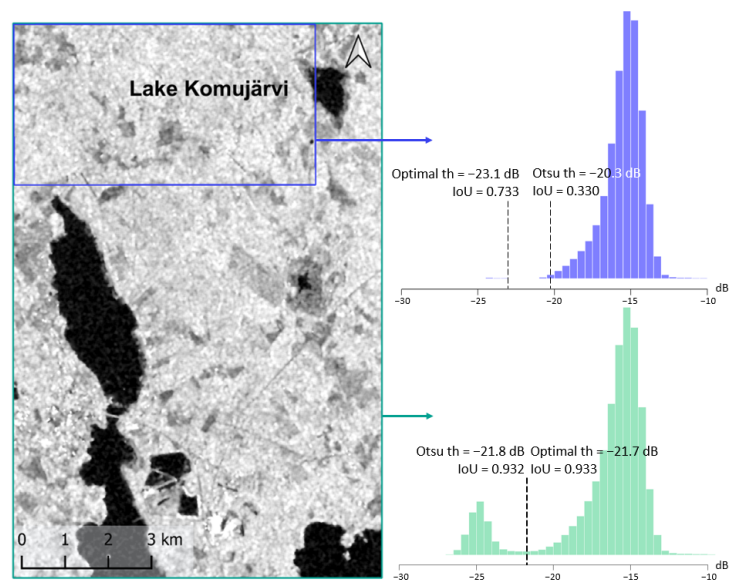 Lake Komujärvi
0 1 2 3 km
Optimal th = −23.1 dB
IoU = 0.733
Otsu th = −20.3 dB
IoU = 0.330
−30 −25 −20 −15 −10 dB
Otsu th = −21.8 dB
IoU = 0.932
Optimal th = −21.7 dB
IoU = 0.933
−30 −25 −20 −15 −10 dB